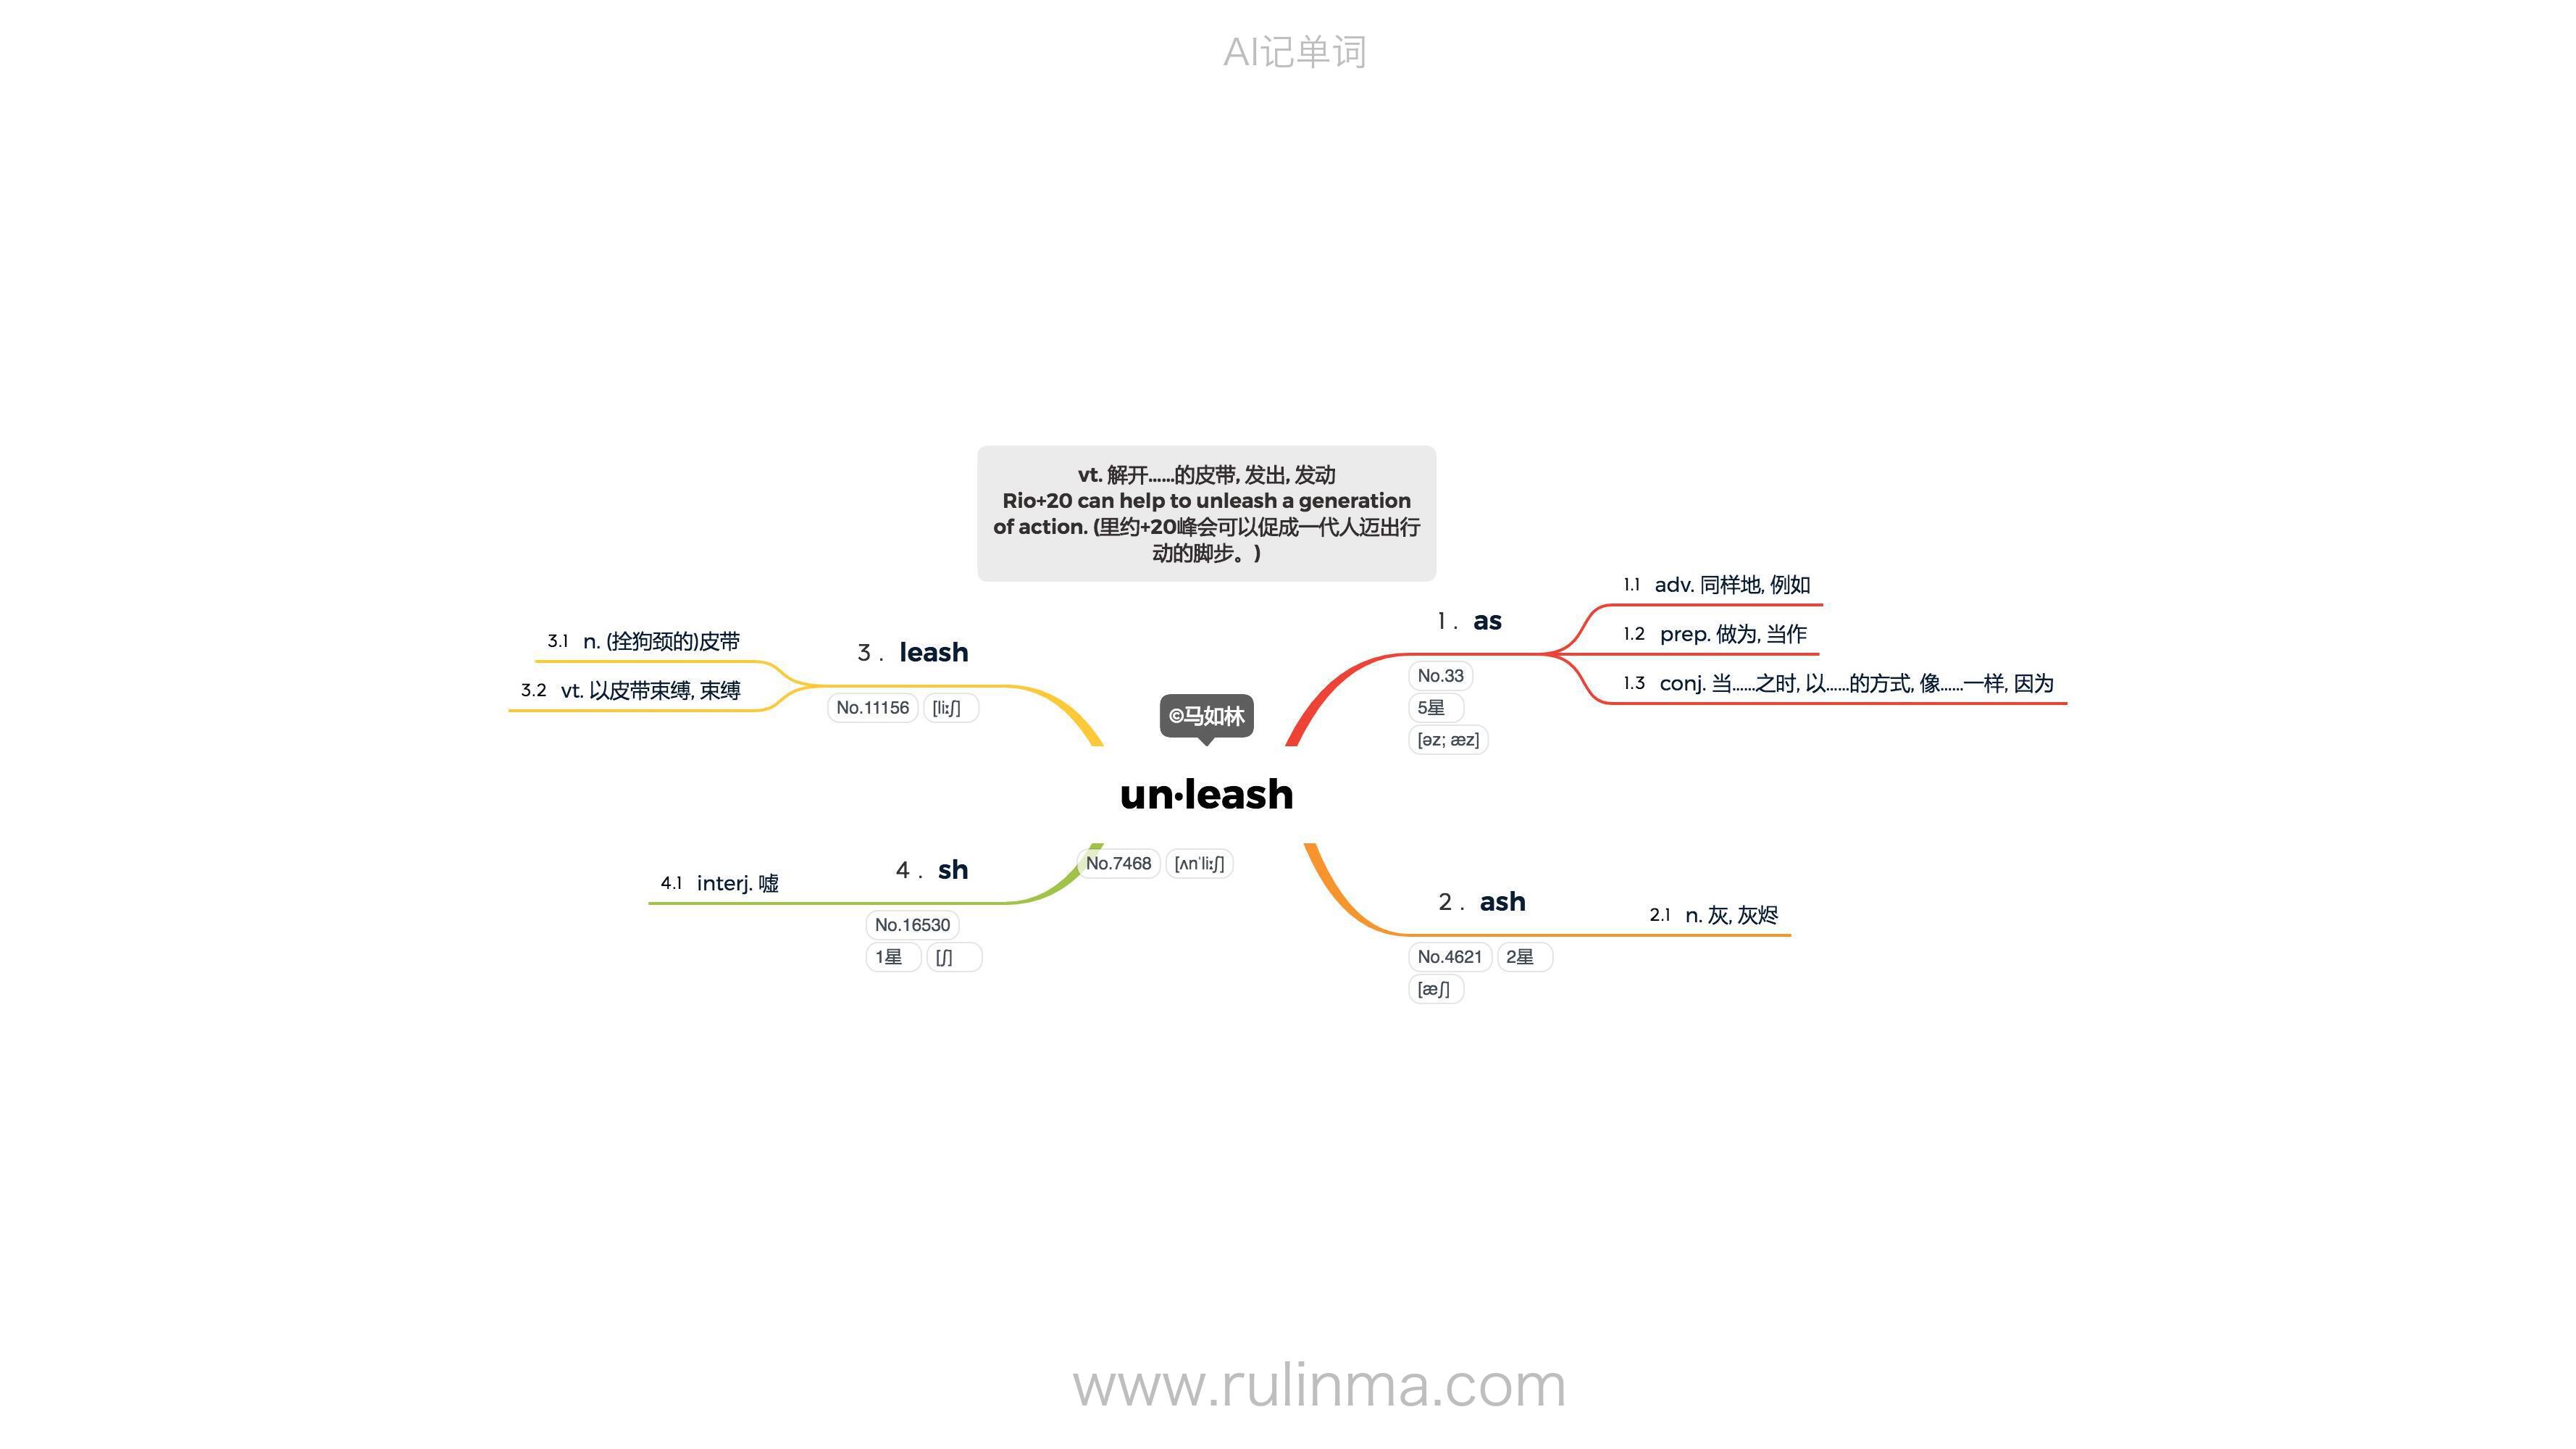 AI记单词
vt. 解开……的皮带, 发出, 发动
Rio+20 can help to unleash a generation
of action. (里约+20峰会可以促成一代人迈出行
动的脚步。)
©马如林
un·leash
No.7468 [ʌnˈliːʃ]
1. as
No.33
5星
[əz; æz]
1.1 adv. 同样地, 例如
1.2 prep. 做为, 当作
1.3 conj. 当……之时, 以……的方式, 像……一样, 因为
2. ash
No.4621 2星
[æʃ]
2.1 n. 灰, 灰烬
3. leash
No.11156 [liːʃ]
3.1 n. (拴狗颈的)皮带
3.2 vt. 以皮带束缚, 束缚
4. sh
No.16530
1星 [ʃ]
4.1 interj. 嘘
www.rulinma.com